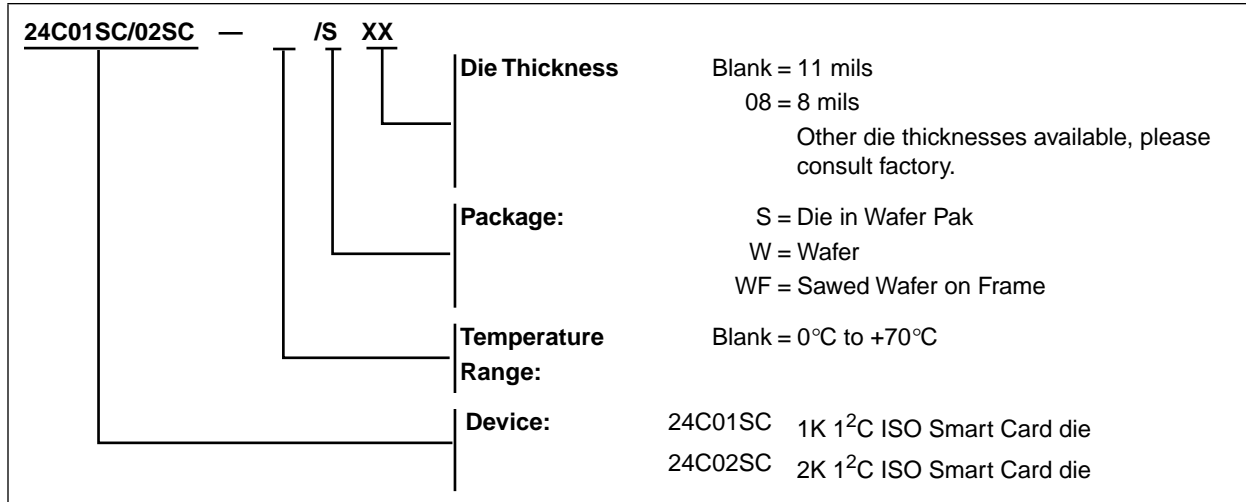 24C01SC/02SC — _ /S XX
Die Thickness Blank = 11 mils
08 = 8 mils
Other die thicknesses available, please
consult factory.
Package: S = Die in Wafer Pak
W = Wafer
WF = Sawed Wafer on Frame
Temperature Blank = 0°C to +70°C
Range:
Device: 24C01SC 1K 1²C ISO Smart Card die
24C02SC 2K 1²C ISO Smart Card die